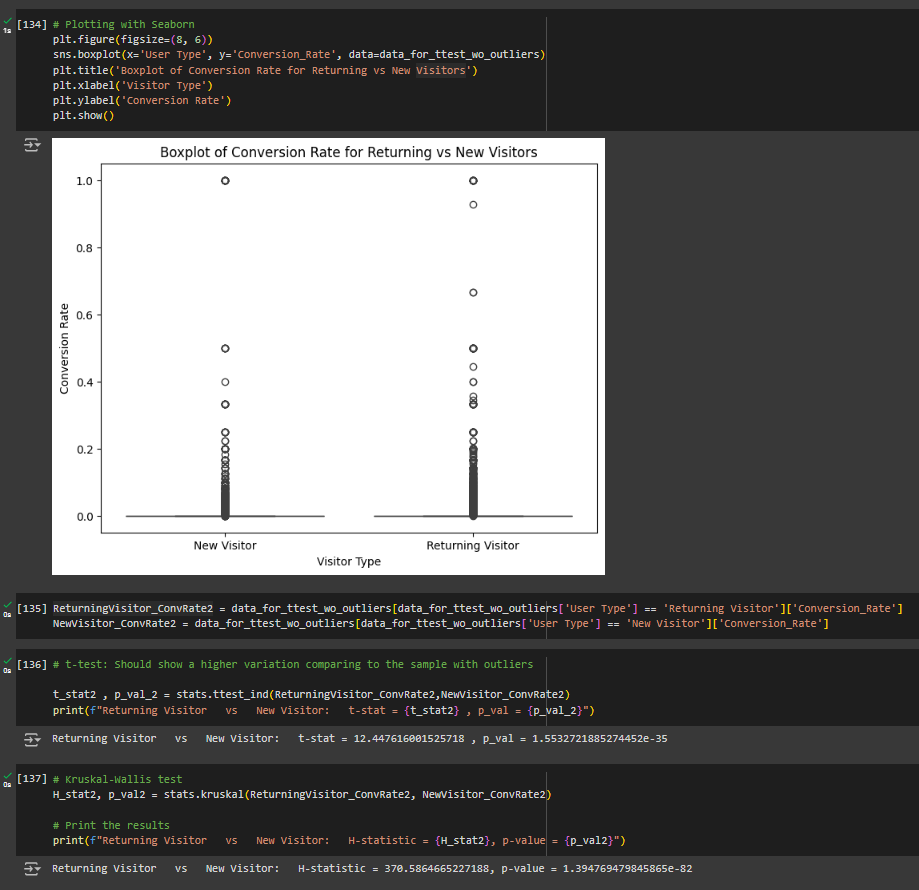 [134] # Plotting with Seaborn
1s
plt.figure(figsize=(8, 6))
sns.boxplot(x='User Type', y='Conversion_Rate', data=data_for_ttest_wo_outliers)
plt.title('Boxplot of Conversion Rate for Returning vs New Visitors')
plt.xlabel('Visitor Type')
plt.ylabel('Conversion Rate')
plt.show()
Boxplot of Conversion Rate for Returning vs New Visitors
Conversion Rate
1.0
0.8
0.6
0.4
0.2
0.0
New Visitor Returning Visitor
Visitor Type
[135] ReturningVisitor_ConvRate2 = data_for_ttest_wo_outliers[data_for_ttest_wo_outliers['User Type'] == 'Returning Visitor']['Conversion_Rate']
0s
NewVisitor_ConvRate2 = data_for_ttest_wo_outliers[data_for_ttest_wo_outliers['User Type'] == 'New Visitor']['Conversion_Rate']
[136] # t-test: Should show a higher variation comparing to the sample with outliers
0s
t_stat2 , p_val_2 = stats.ttest_ind(ReturningVisitor_ConvRate2,NewVisitor_ConvRate2)
print(f"Returning Visitor   vs   New Visitor:   t-stat = {t_stat2} , p_val = {p_val_2}")
Returning Visitor   vs   New Visitor:   t-stat = 12.447616001525718 , p_val = 1.5532721885274452e-35
[137] # Kruskal-Wallis test
0s
H_stat2, p_val2 = stats.kruskal(ReturningVisitor_ConvRate2, NewVisitor_ConvRate2)
# Print the results
print(f"Returning Visitor   vs   New Visitor:   H-statistic = {H_stat2}, p-value = {p_val2}")
Returning Visitor   vs   New Visitor:   H-statistic = 370.5864665227188, p-value = 1.394769479845865e-82